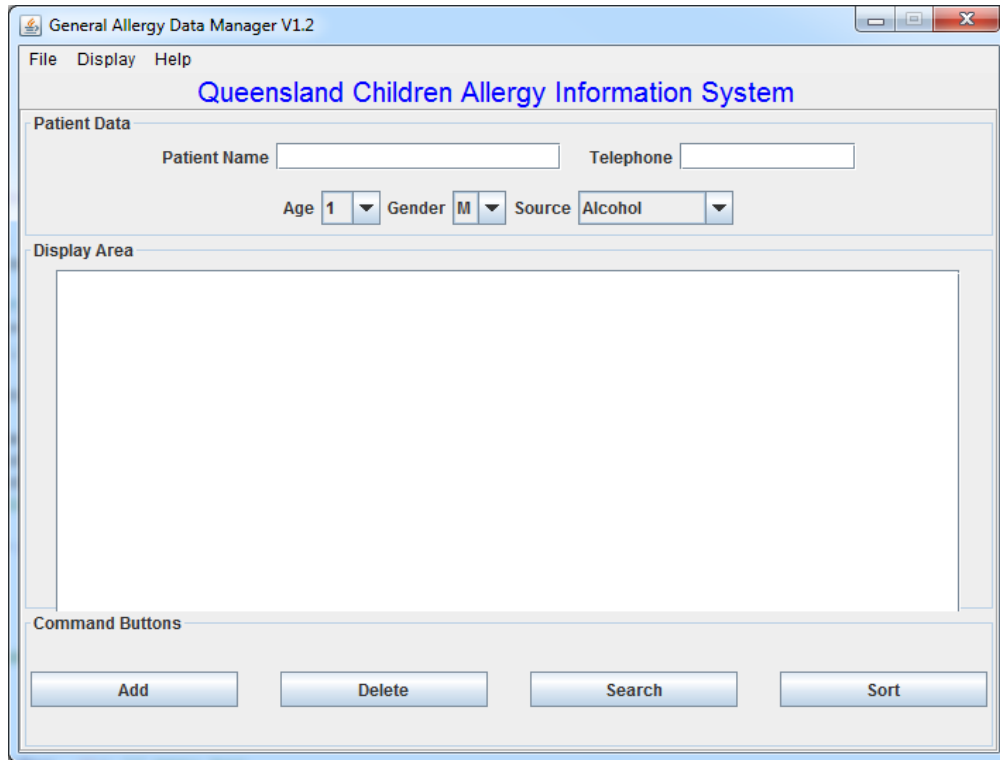 General Allergy Data Manager V1.2
File Display Help
Queensland Children Allergy Information System
Patient Data
Patient Name Telephone
Age 1 Gender M Source Alcohol
Display Area
Command Buttons
Add Delete Search Sort